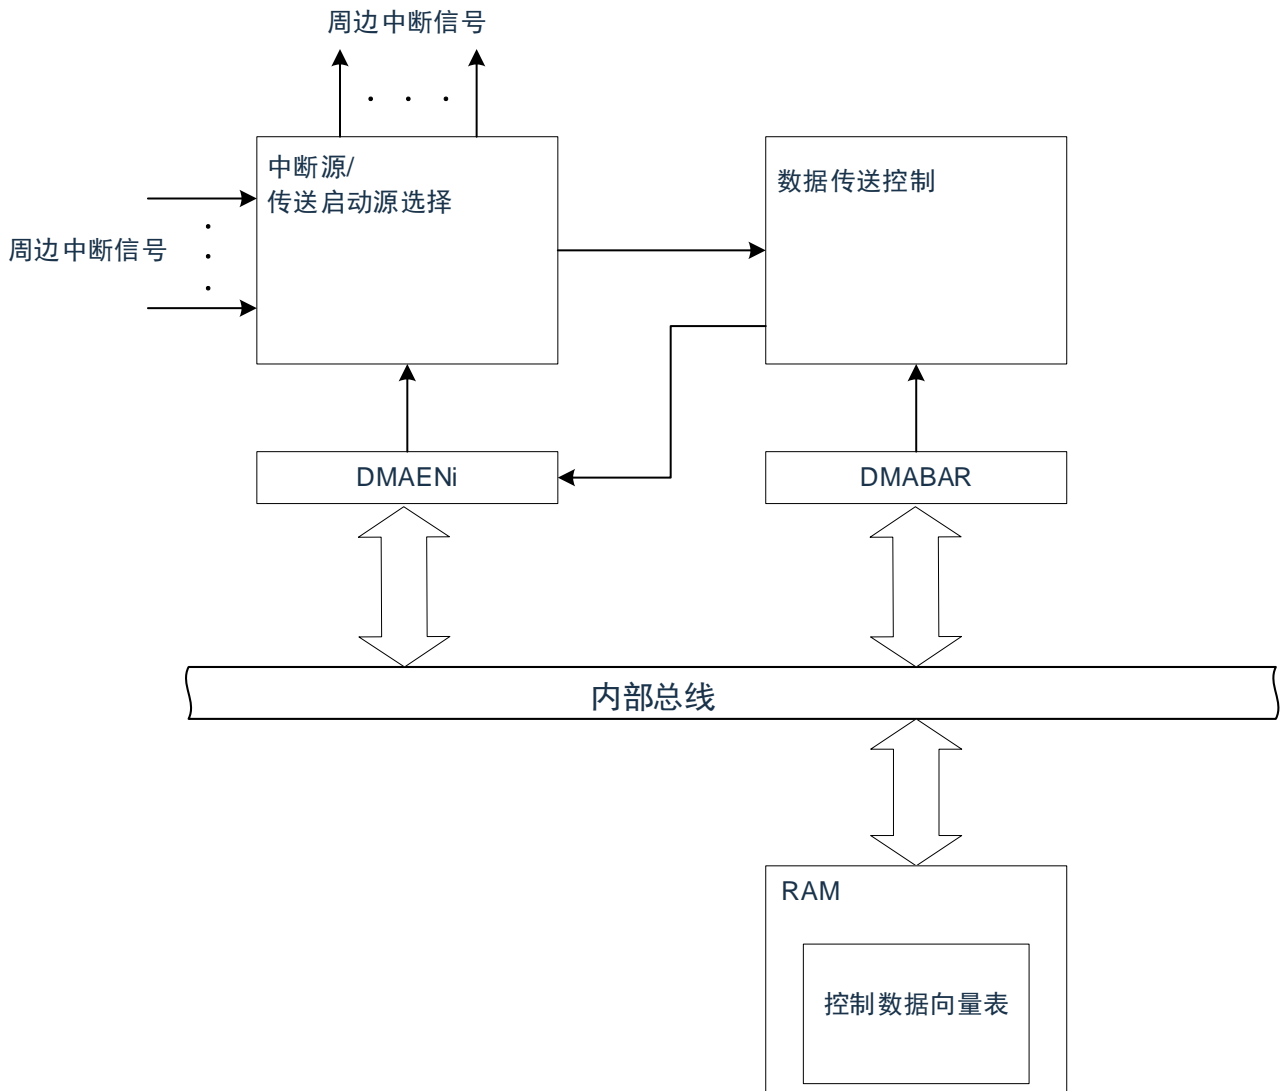 周边中断信号
中断源/
传送启动源选择
数据传送控制
周边中断信号
DMAENi
DMABAR
内部总线
RAM
控制数据向量表